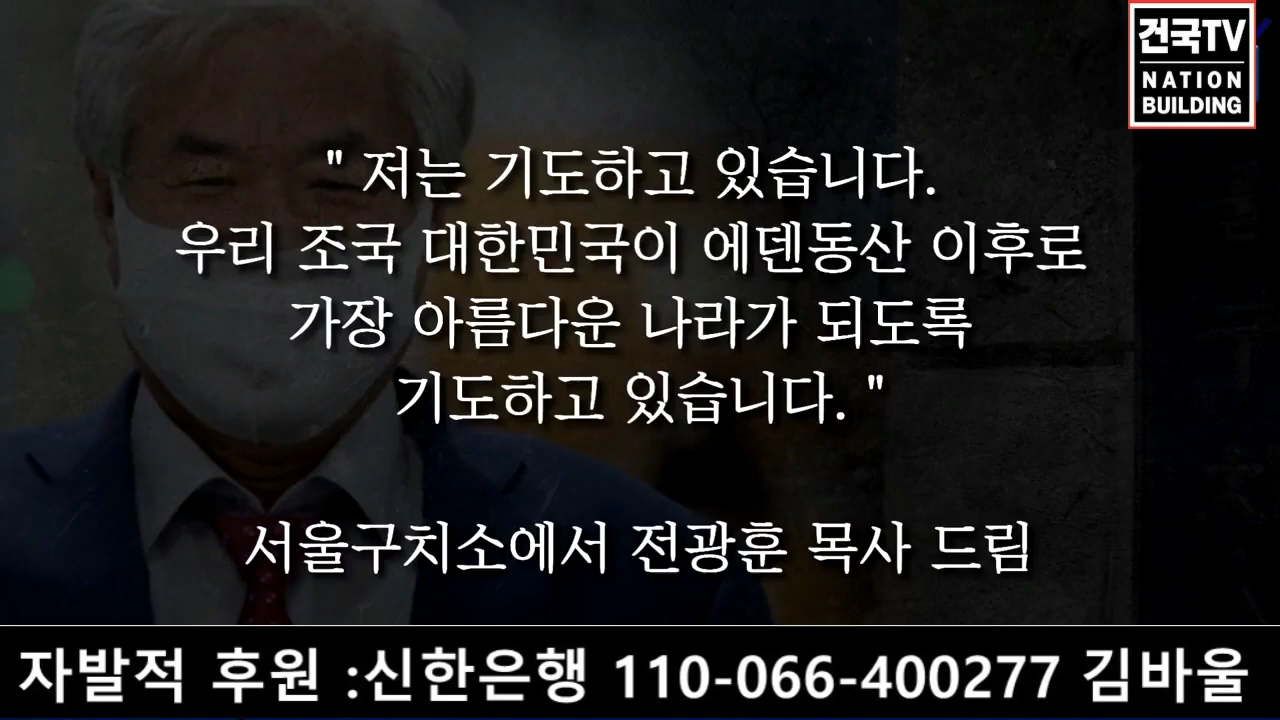 건국TV
NATION
BUILDING
" 저는 기도하고 있습니다.
우리 조국 대한민국이 에덴동산 이후로
가장 아름다운 나라가 되도록
기도하고 있습니다. "
서울구치소에서 전광훈 목사 드림
자발적 후원 :신한은행 110-066-400277 김바울